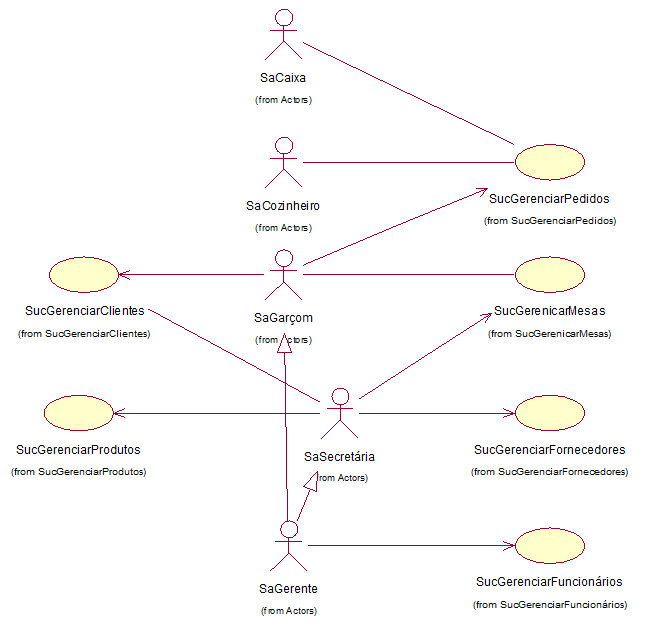 SaCaixa
(from Actors)
SaCozinheiro
(from Actors)
SucGerenciarPedidos
(from SucGerenciarPedidos)
SucGerenciarClientes
(from SucGerenciarClientes)
SaGarçom
(from Actors)
SucGerenicarMesas
(from SucGerenicarMesas)
SucGerenciarProdutos
(from SucGerenciarProdutos)
SaSecretária
(from Actors)
SucGerenciarFornecedores
(from SucGerenciarFornecedores)
SaGerente
(from Actors)
SucGerenciarFuncionários
(from SucGerenciarFuncionários)